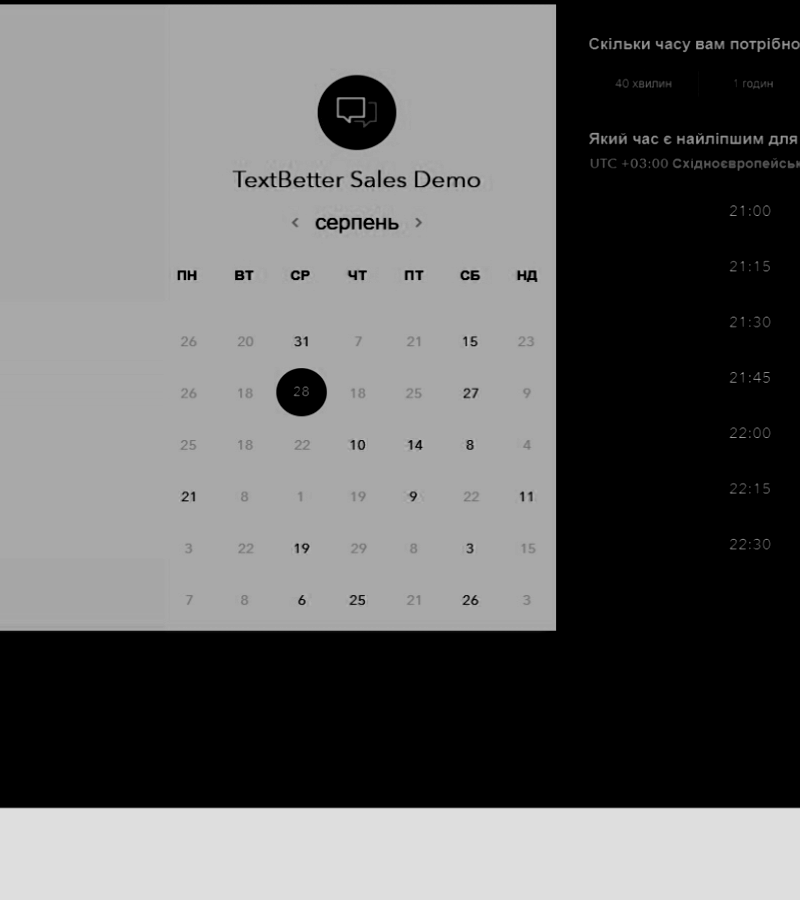 TextBetter Sales Demo
серпень
ПН ВТ СР ЧТ ПТ СБ НД
26 20 31 7 21 15 23
26 18 28 18 25 27 9
25 18 22 10 14 8 4
21 8 1 19 9 22 11
3 22 19 29 8 3 15
7 8 6 25 21 26 3
Скільки часу вам потрібно
40 хвилин 1 годин
Який час є найліпшим для
UTC +03:00 Східноєвропейськ
21:00
21:15
21:30
21:45
22:00
22:15
22:30